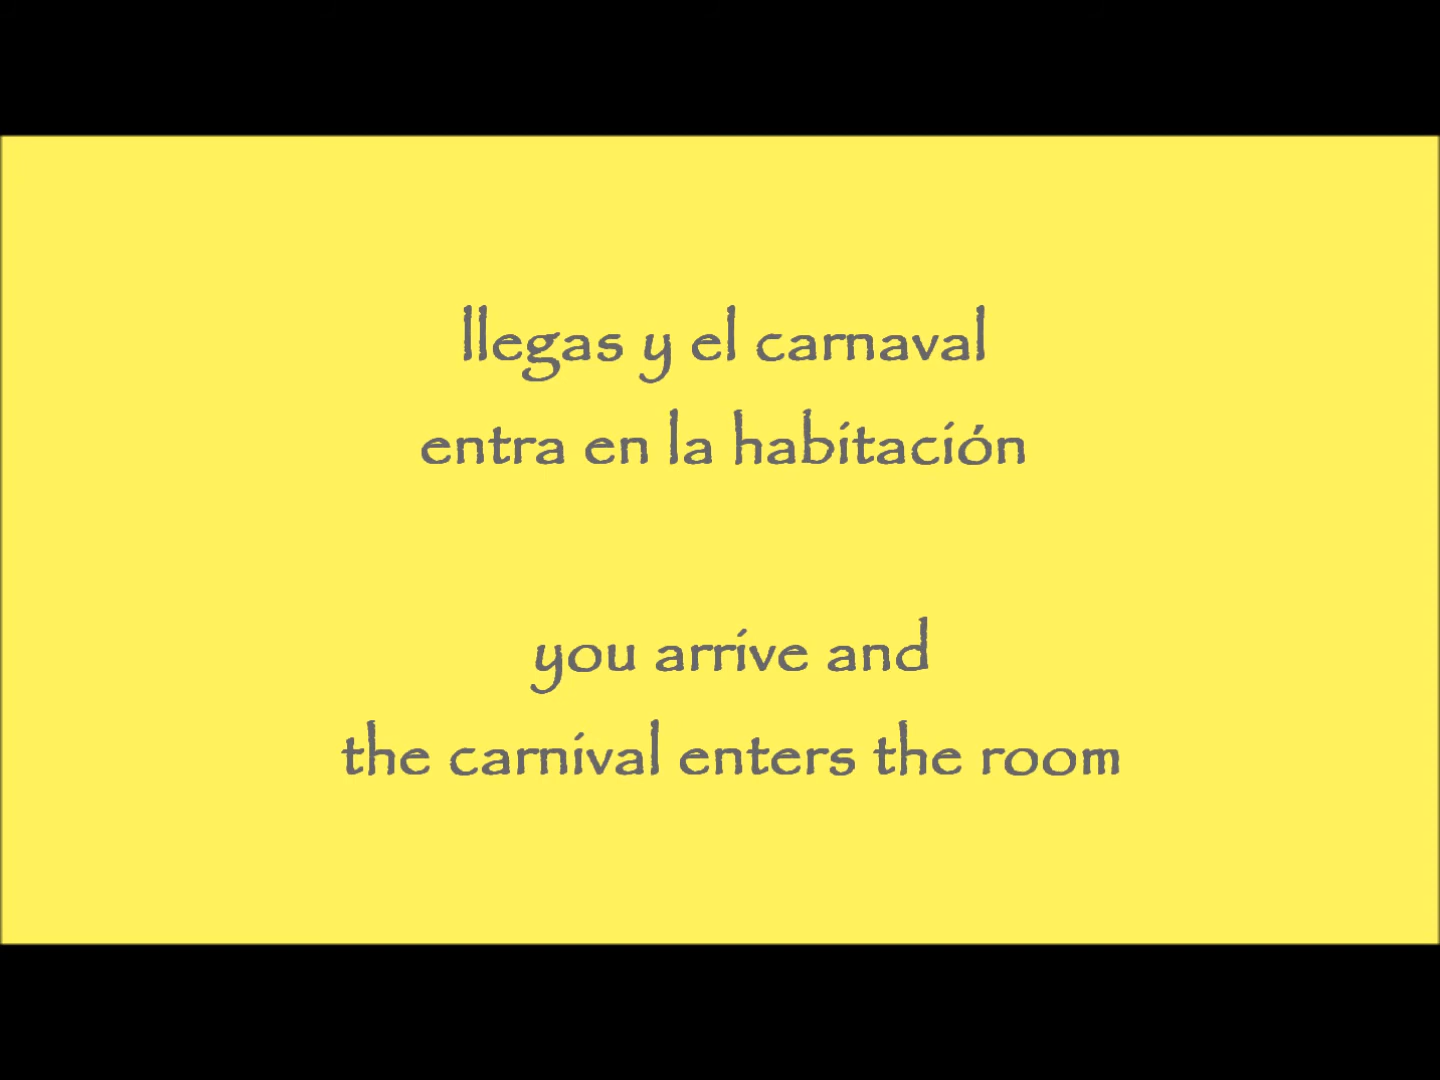 llegas y el carnaval
entra en la habitación
you arrive and
the carnival enters the room